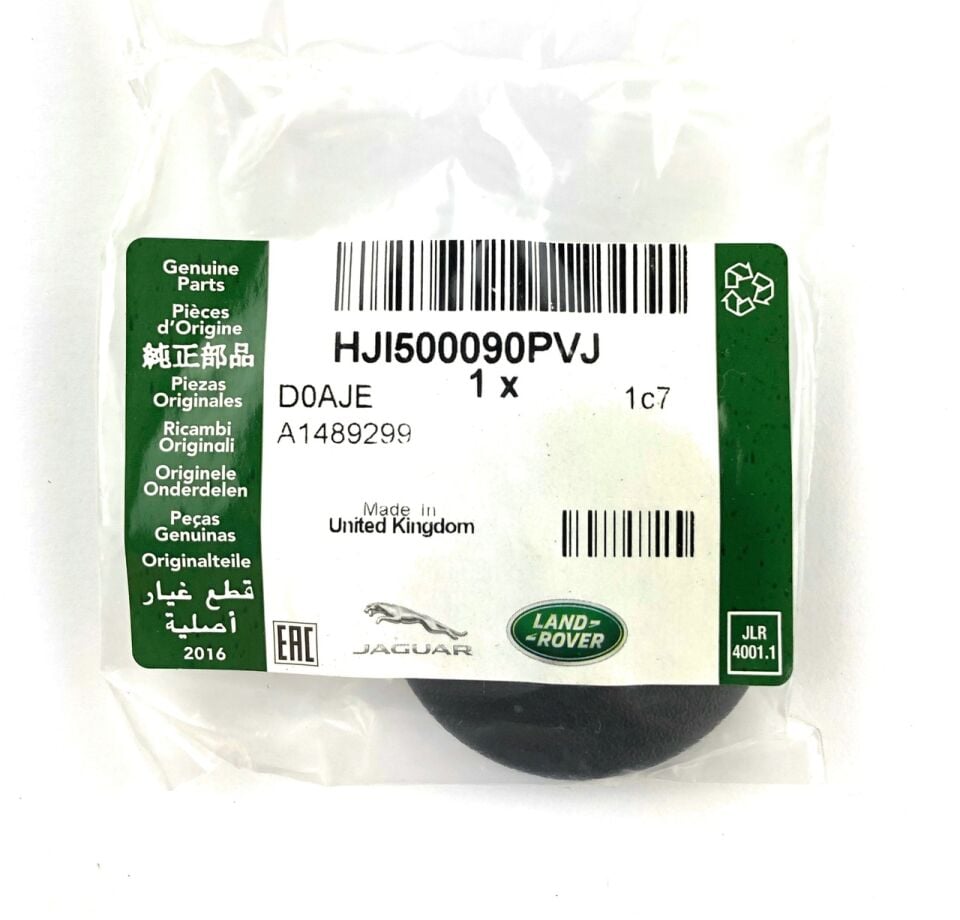 Genuine
Parts
Pièces
d'Origine
純正部品
Piezas
Originales
Ricambi
Originali
Originele
Onderdelen
Peças
Genuínas
Originalteile
قطع غيار
أصلية
2016
HJI500090PVJ
1 x
D0AJE
1c7
A1489299
Made In
United Kingdom
EAC
JAGUAR
LAND-
-ROVER
JLR
4001.1